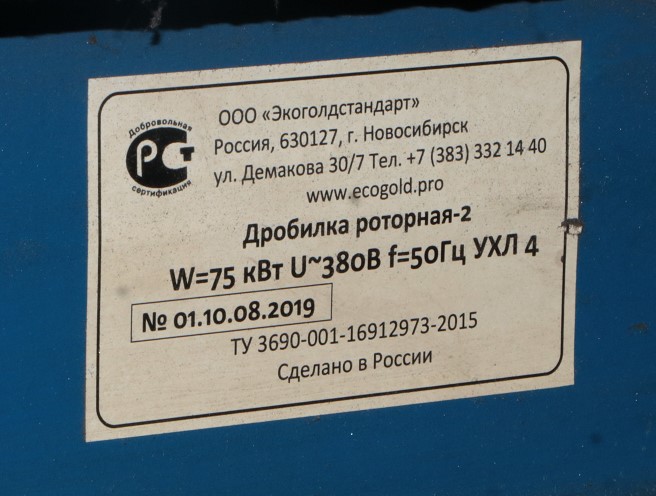 Добровольная
РСТ
сертификация
ООО «Экоголдстандарт»
Россия, 630127, г. Новосибирск
ул. Демакова 30/7 Тел. +7 (383) 332 14 40
www.ecogold.pro
Дробилка роторная-2
W=75 кВт U~380В f=50Гц УХЛ 4
№ 01.10.08.2019
ТУ 3690-001-16912973-2015
Сделано в России